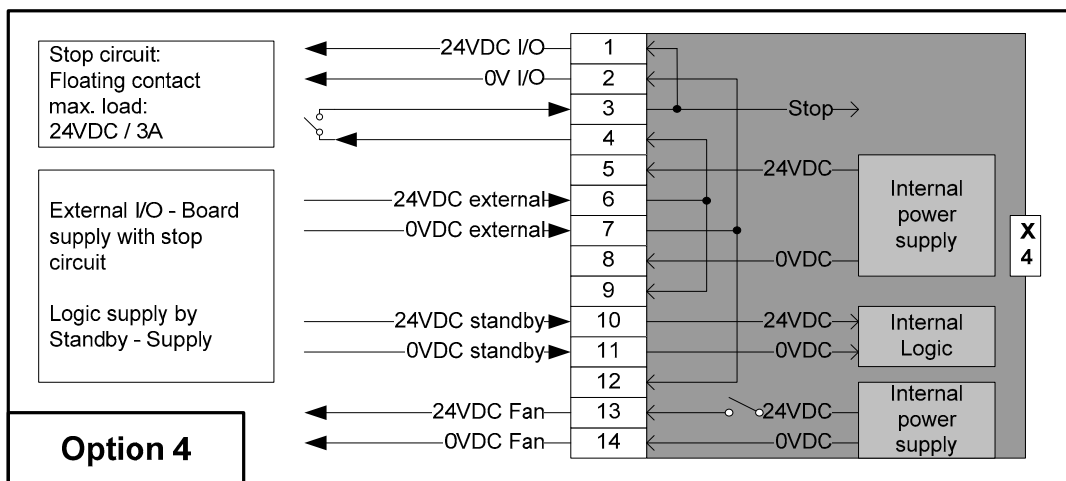 Stop circuit:
Floating contact
max. load:
24VDC / 3A
External I/O - Board
supply with stop
circuit
Logic supply by
Standby - Supply
Option 4
24VDC I/O
0V I/O
24VDC external
0VDC external
24VDC standby
0VDC standby
24VDC Fan
0VDC Fan
1
2
3
4
5
6
7
8
9
10
11
12
13
14
Stop
24VDC
0VDC
24VDC
0VDC
24VDC
0VDC
Internal
power
supply
Internal
Logic
Internal
power
supply
X
4